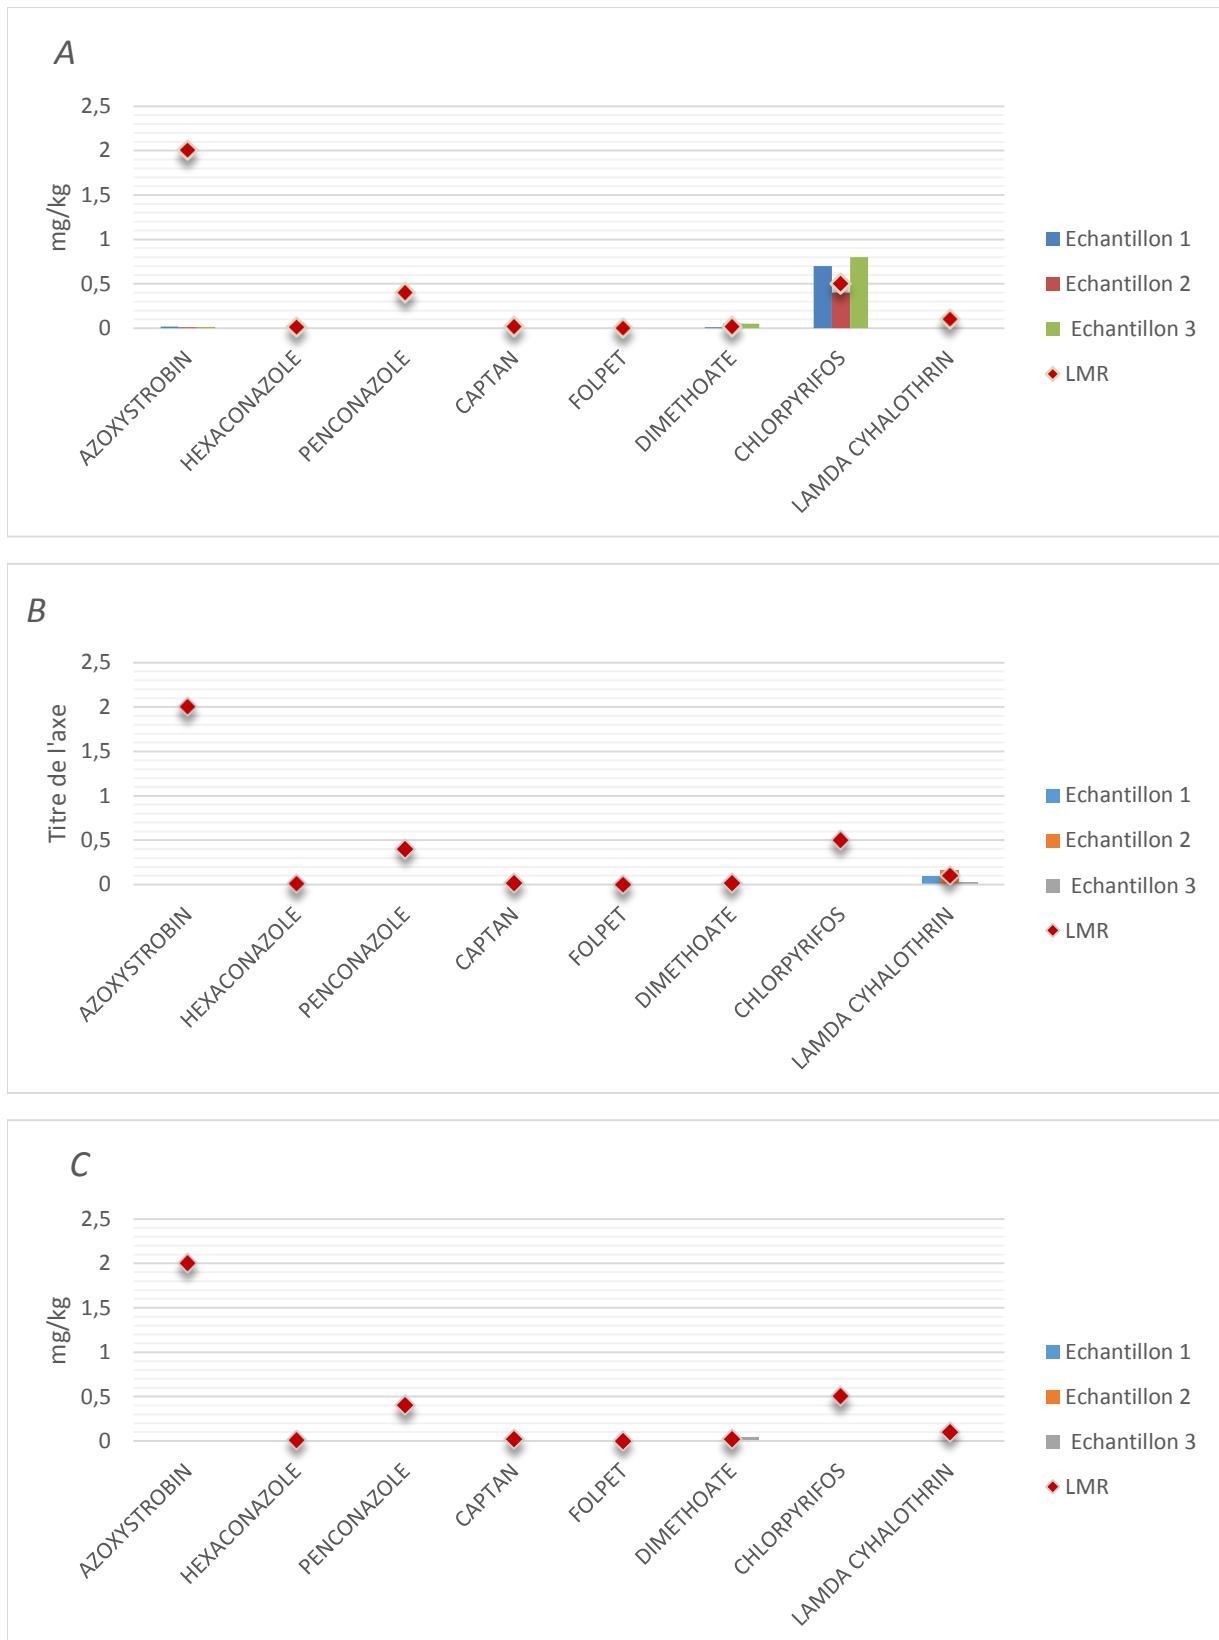 A
2,5
2
1,5
1
0,5
0
mg/kg
AZOXYSTROBIN
HEXACONAZOLE
PENCONAZOLE
CAPTAN
FOLPET
DIMETHOATE
CHLORPYRIFOS
LAMDA CYHALOTHRIN
Echantillon 1
Echantillon 2
Echantillon 3
LMR
B
2,5
2
1,5
1
0,5
0
Titre de l'axe
AZOXYSTROBIN
HEXACONAZOLE
PENCONAZOLE
CAPTAN
FOLPET
DIMETHOATE
CHLORPYRIFOS
LAMDA CYHALOTHRIN
Echantillon 1
Echantillon 2
Echantillon 3
LMR
C
2,5
2
1,5
1
0,5
0
mg/kg
AZOXYSTROBIN
HEXACONAZOLE
PENCONAZOLE
CAPTAN
FOLPET
DIMETHOATE
CHLORPYRIFOS
LAMDA CYHALOTHRIN
Echantillon 1
Echantillon 2
Echantillon 3
LMR